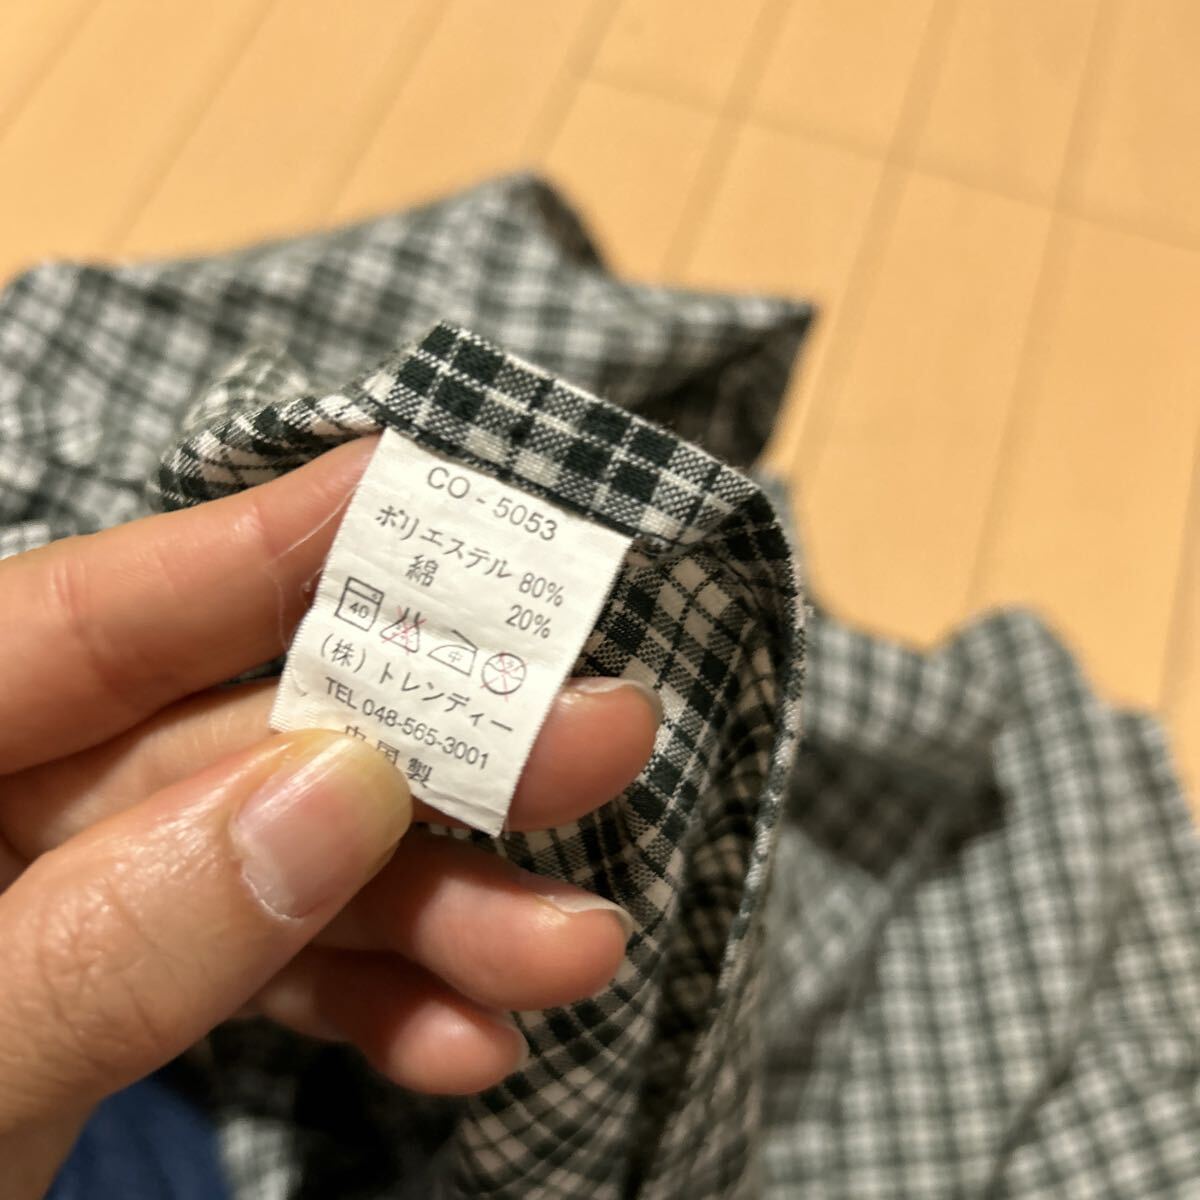 CO - 5053
ポリエステル 80%
綿 20%
40 中
(株) トレンディー
TEL 048-565-3001
中国製